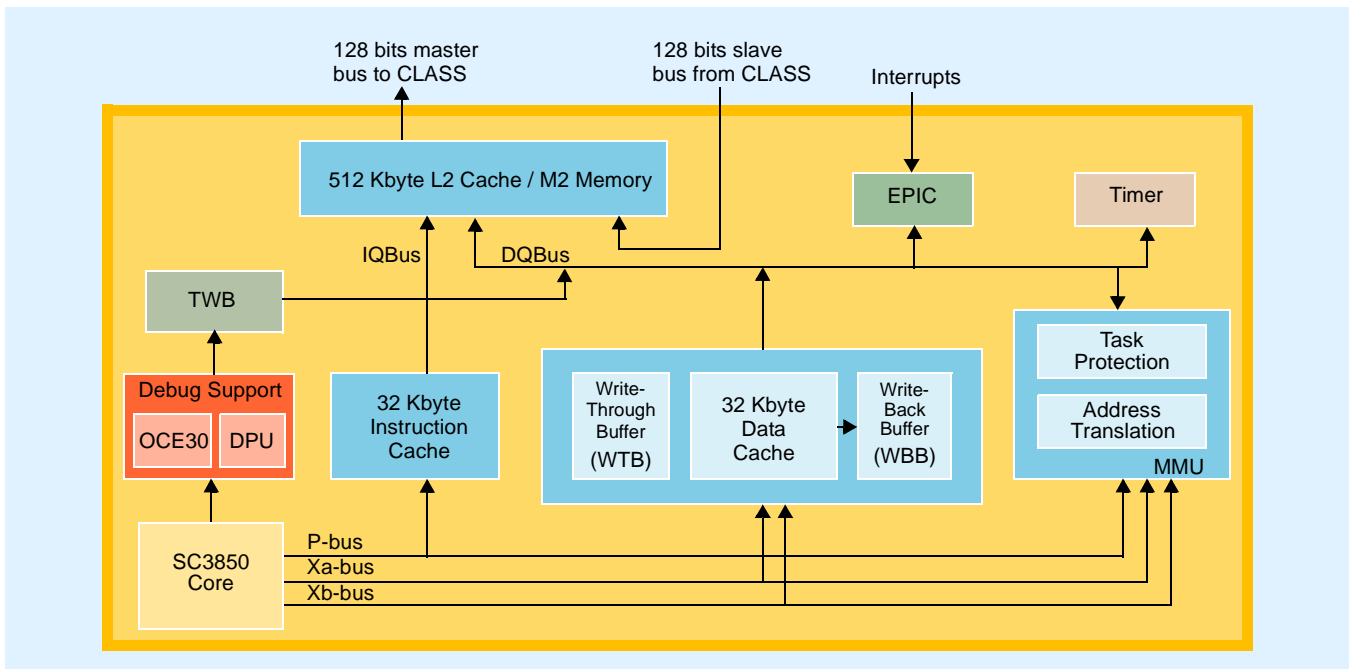 128 bits master
bus to CLASS
128 bits slave
bus from CLASS
Interrupts
512 Kbyte L2 Cache / M2 Memory
EPIC
Timer
IQBus
DQBus
TWB
Task
Protection
Address
Translation
MMU
Debug Support
OCE30
DPU
32 Kbyte
Instruction
Cache
Write-
Through
Buffer
(WTB)
32 Kbyte
Data
Cache
Write-
Back
Buffer
(WBB)
SC3850
Core
P-bus
Xa-bus
Xb-bus